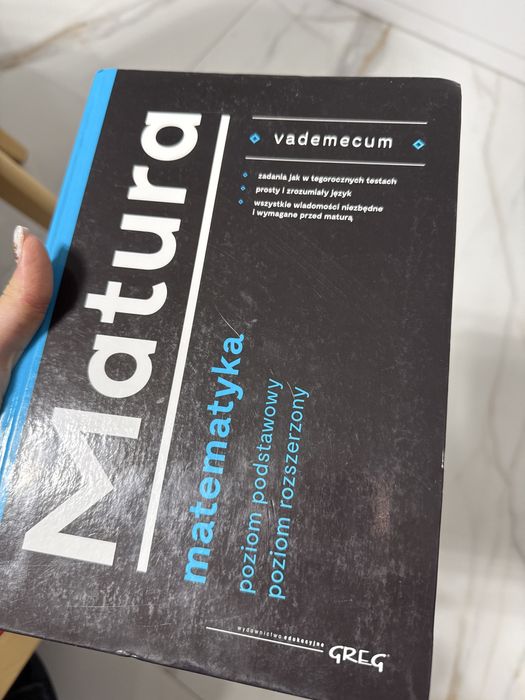 Matura
vademecum
zadania jak w tegorocznych testach
prosty i zrozumiały język
wszystkie wiadomości niezbędne
i wymagane przed maturą
matematyka
poziom podstawowy
poziom rozszerzony
wydawnictwo edukacyjne
GREG